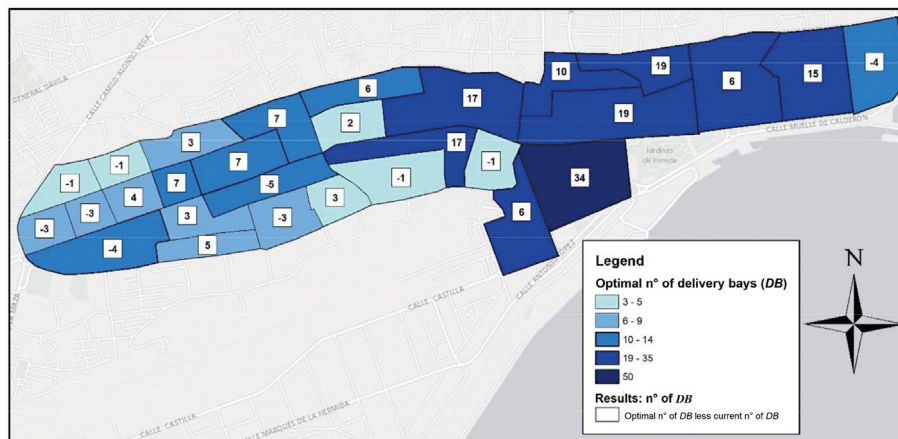 GENERAL DÁVILA
CALLE CAMILO ALONSO VEGA
6
17
10
19
6
15
-4
7
2
19
3
7
17
-1
-1
-1
7
-5
-1
34
4
3
-3
-3
3
-3
6
-4
5
CALLE MUELLE DE CALDERON
Jardines
de Pereda
CALLE ANTONIO LOPEZ
CALLE CASTILLA
CALLE CASTILLA
CALLE MARQUÉS DE LA HERMIDA
N
Legend
Optimal n° of delivery bays (DB)
3 - 5
6 - 9
10 - 14
19 - 35
50
Results: n° of DB
Optimal n° of DB less current n° of DB